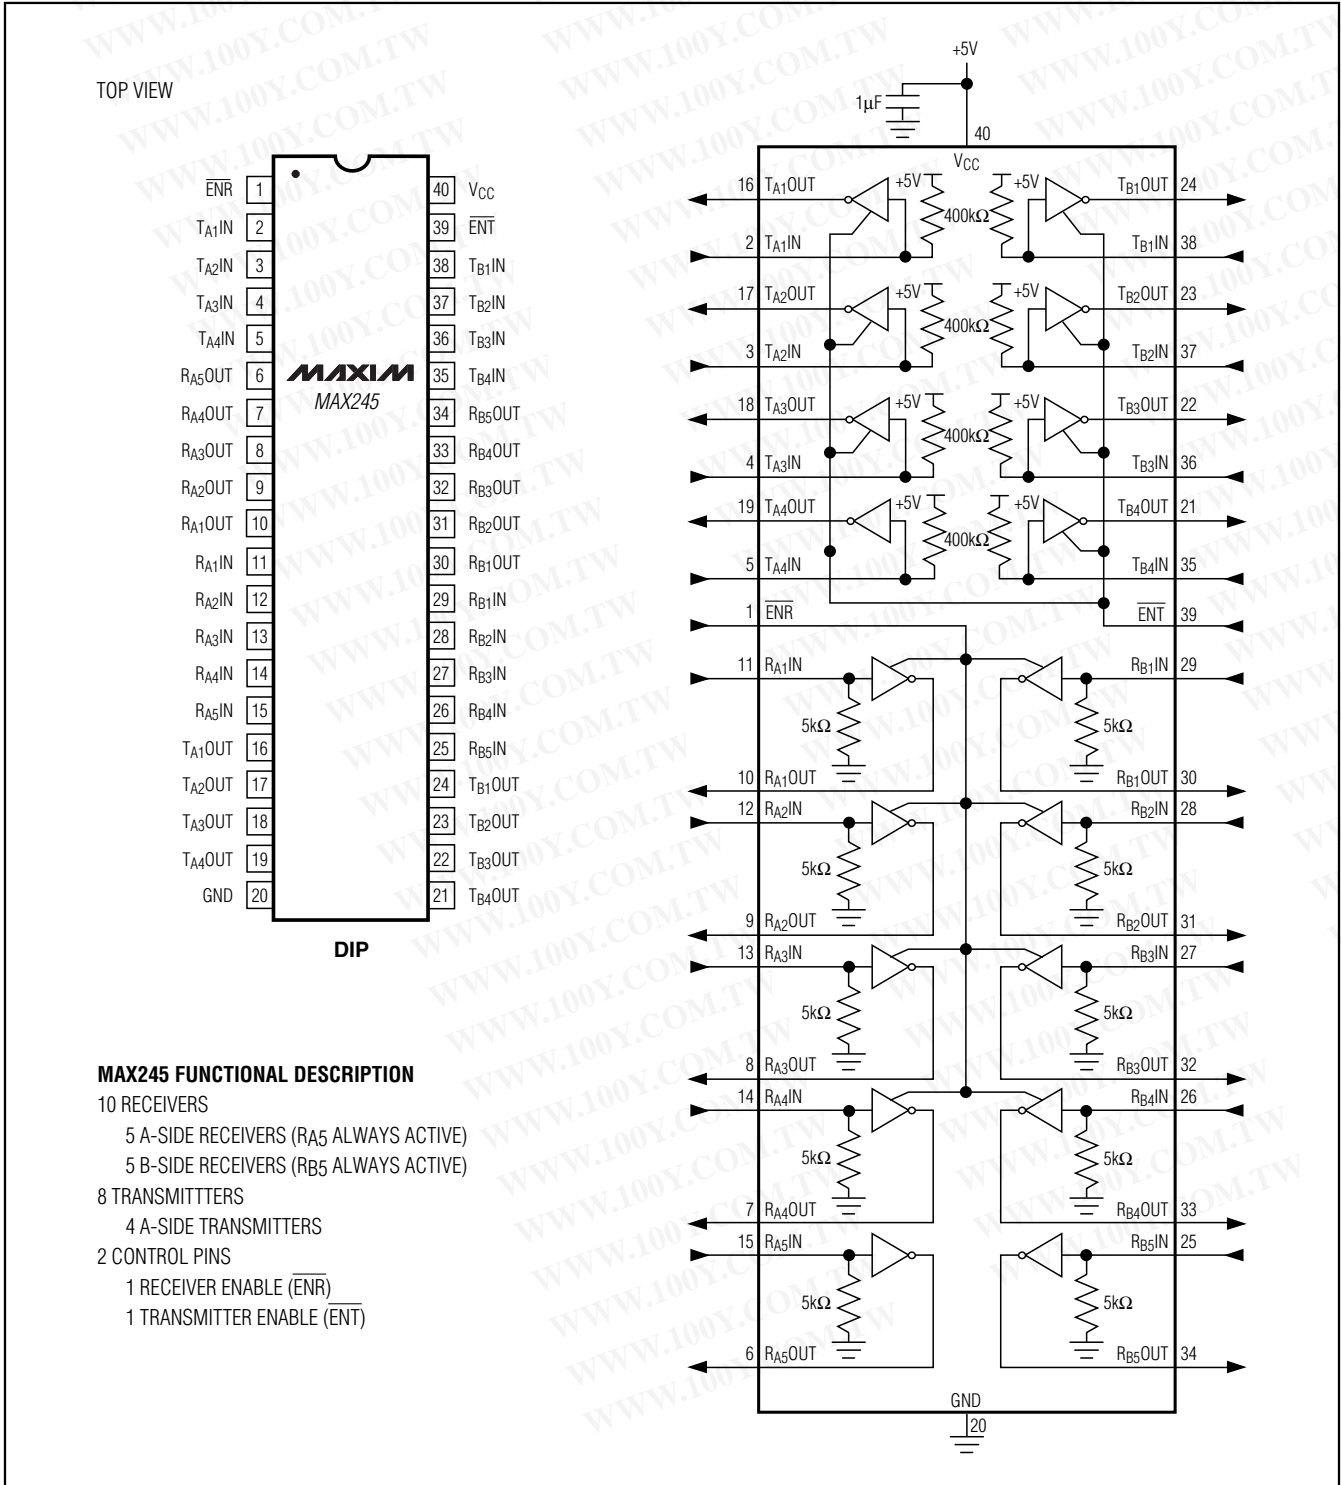 TOP VIEW
ENR 1
TA1IN 2
TA2IN 3
TA3IN 4
TA4IN 5
RA5OUT 6
RA4OUT 7
RA3OUT 8
RA2OUT 9
RA1OUT 10
RA1IN 11
RA2IN 12
RA3IN 13
RA4IN 14
RA5IN 15
TA1OUT 16
TA2OUT 17
TA3OUT 18
TA4OUT 19
GND 20
MAXIM
MAX245
40 VCC
39 ENT
38 TB1IN
37 TB2IN
36 TB3IN
35 TB4IN
34 RB5OUT
33 RB4OUT
32 RB3OUT
31 RB2OUT
30 RB1OUT
29 RB1IN
28 RB2IN
27 RB3IN
26 RB4IN
25 RB5IN
24 TB1OUT
23 TB2OUT
22 TB3OUT
21 TB4OUT
DIP
MAX245 FUNCTIONAL DESCRIPTION
10 RECEIVERS
5 A-SIDE RECEIVERS (RA5 ALWAYS ACTIVE)
5 B-SIDE RECEIVERS (RB5 ALWAYS ACTIVE)
8 TRANSMITTTERS
4 A-SIDE TRANSMITTERS
2 CONTROL PINS
1 RECEIVER ENABLE (ENR)
1 TRANSMITTER ENABLE (ENT)
+5V
1µF
40
VCC
16 TA1OUT +5V +5V TB1OUT 24
400kΩ
2 TA1IN TB1IN 38
17 TA2OUT +5V +5V TB2OUT 23
400kΩ
3 TA2IN TB2IN 37
18 TA3OUT +5V +5V TB3OUT 22
400kΩ
4 TA3IN TB3IN 36
19 TA4OUT +5V +5V TB4OUT 21
400kΩ
5 TA4IN TB4IN 35
1 ENR ENT 39
11 RA1IN RB1IN 29
5kΩ 5kΩ
10 RA1OUT RB1OUT 30
12 RA2IN RB2IN 28
5kΩ 5kΩ
9 RA2OUT RB2OUT 31
13 RA3IN RB3IN 27
5kΩ 5kΩ
8 RA3OUT RB3OUT 32
14 RA4IN RB4IN 26
5kΩ 5kΩ
7 RA4OUT RB4OUT 33
15 RA5IN RB5IN 25
5kΩ 5kΩ
6 RA5OUT RB5OUT 34
GND
20
WWW.100Y.COM.TW